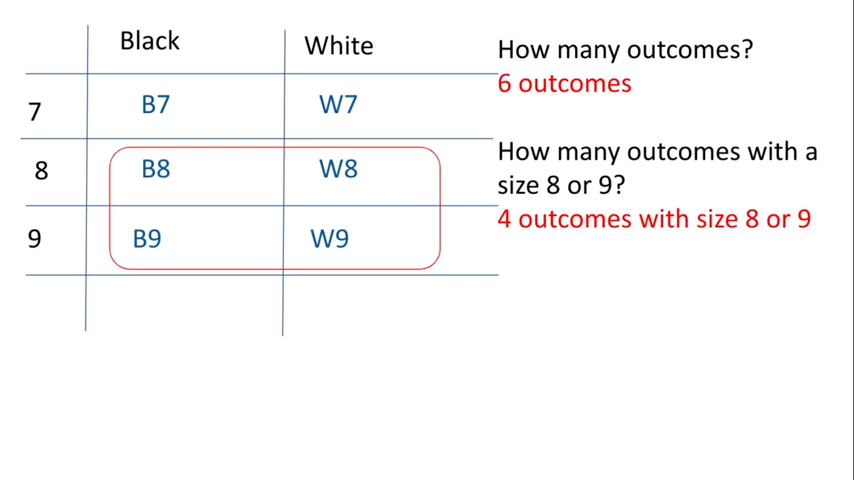 Black White
7 B7 W7
8 B8 W8
9 B9 W9
How many outcomes?
6 outcomes
How many outcomes with a
size 8 or 9?
4 outcomes with size 8 or 9